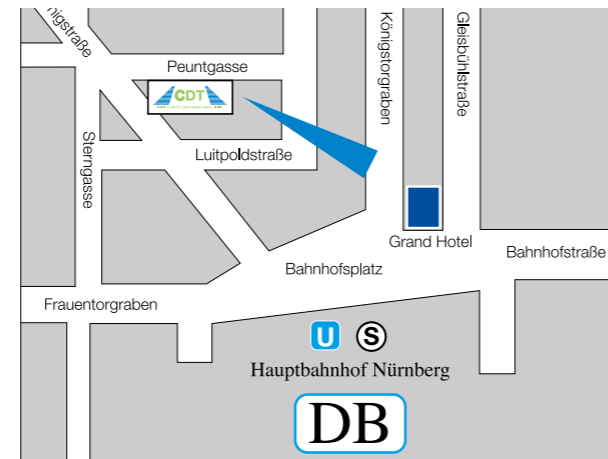 nigstraße
Peuntgasse
CDT
Königstorgraben
Gleisbühlstraße
Sterngasse
Luitpoldstraße
Grand Hotel
Bahnhofstraße
Bahnhofsplatz
Frauentorgraben
U S
Hauptbahnhof Nürnberg
DB